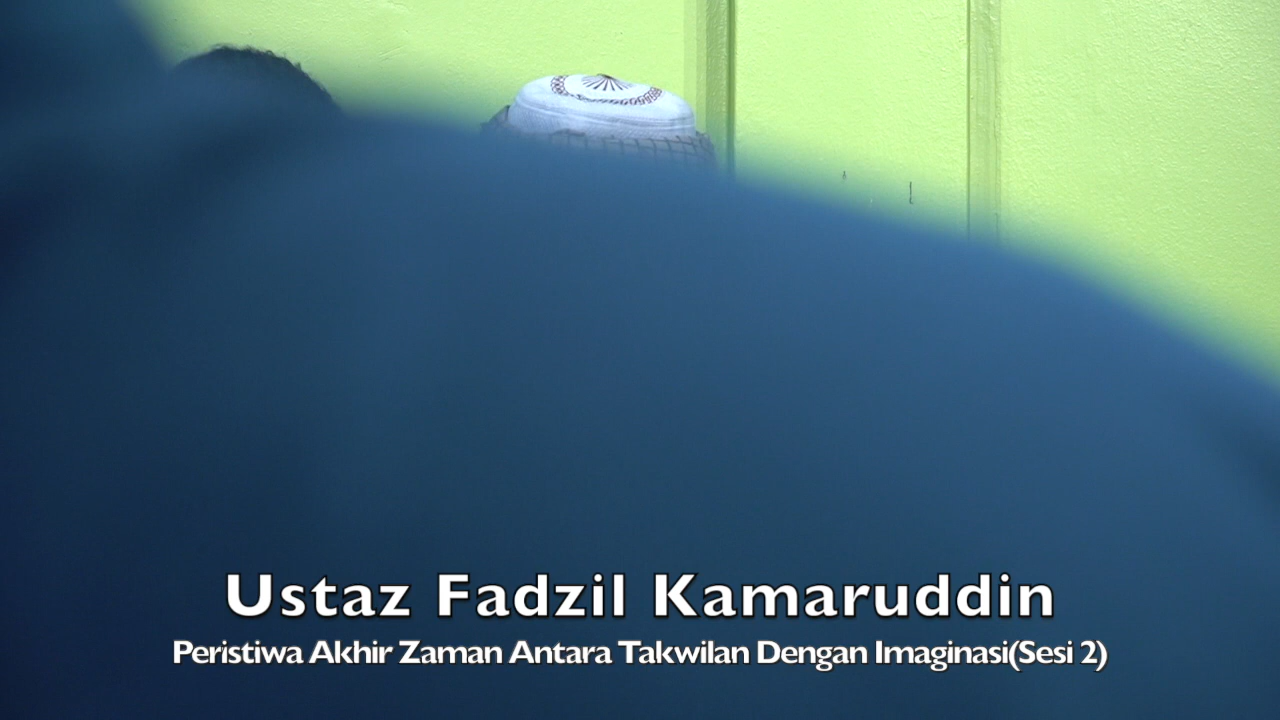 Ustaz Fadzil Kamaruddin
Peristiwa Akhir Zaman Antara Takwilan Dengan Imaginasi(Sesi 2)